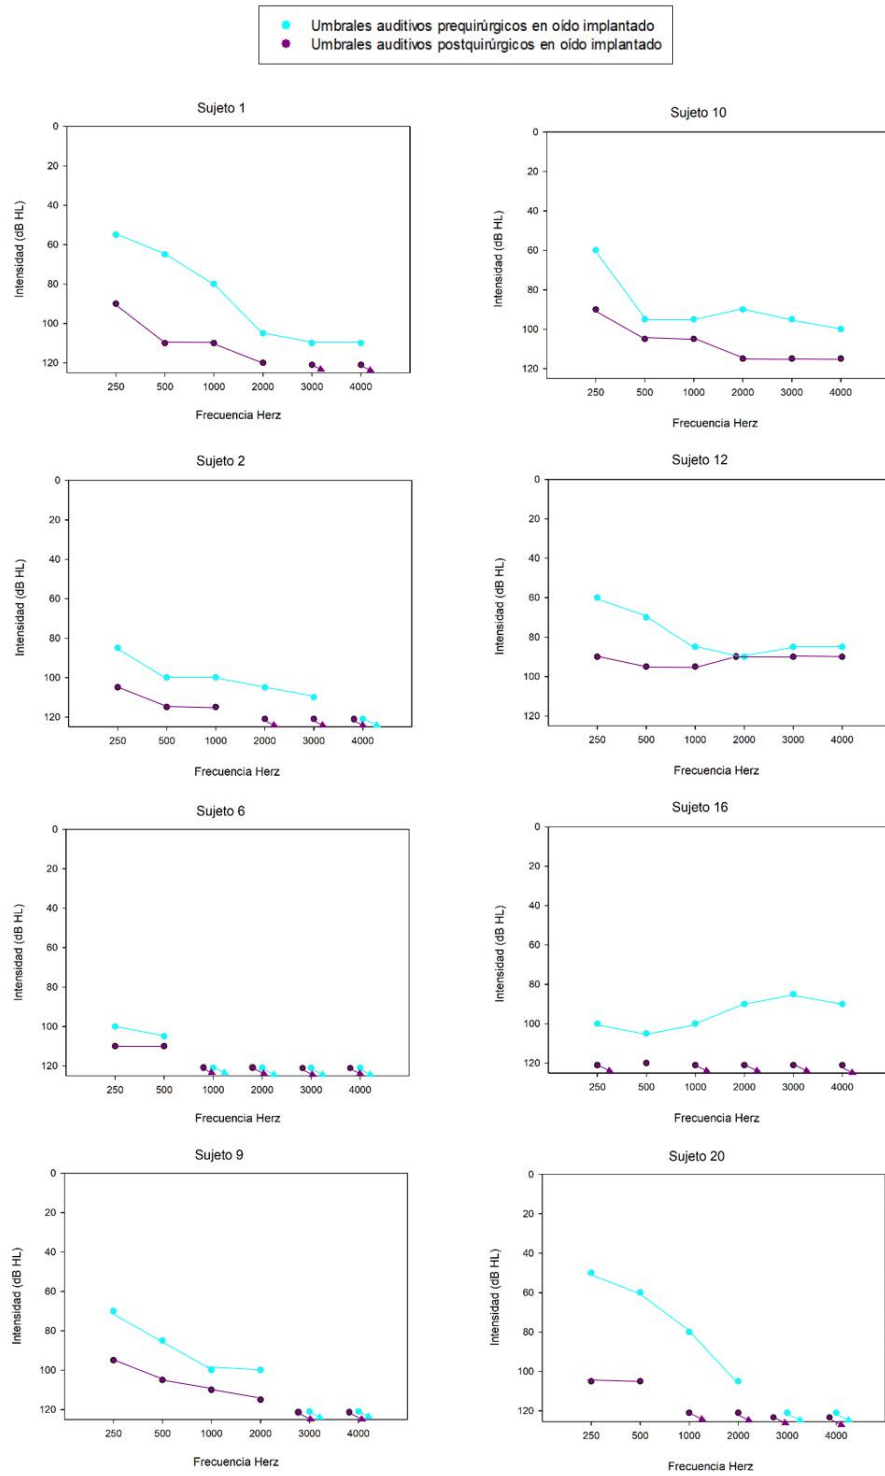 Umbrales auditivos prequirúrgicos en oído implantado
Umbrales auditivos postquirúrgicos en oído implantado
Sujeto 1
Intensidad (dB HL)
0
20
40
60
80
100
120
250 500 1000 2000 3000 4000
Frecuencia Herz
Sujeto 10
Intensidad (dB HL)
0
20
40
60
80
100
120
250 500 1000 2000 3000 4000
Frecuencia Herz
Sujeto 2
Intensidad (dB HL)
0
20
40
60
80
100
120
250 500 1000 2000 3000 4000
Frecuencia Herz
Sujeto 12
Intensidad (dB HL)
0
20
40
60
80
100
120
250 500 1000 2000 3000 4000
Frecuencia Herz
Sujeto 6
Intensidad (dB HL)
0
20
40
60
80
100
120
250 500 1000 2000 3000 4000
Frecuencia Herz
Sujeto 16
Intensidad (dB HL)
0
20
40
60
80
100
120
250 500 1000 2000 3000 4000
Frecuencia Herz
Sujeto 9
Intensidad (dB HL)
0
20
40
60
80
100
120
250 500 1000 2000 3000 4000
Frecuencia Herz
Sujeto 20
Intensidad (dB HL)
0
20
40
60
80
100
120
250 500 1000 2000 3000 4000
Frecuencia Herz